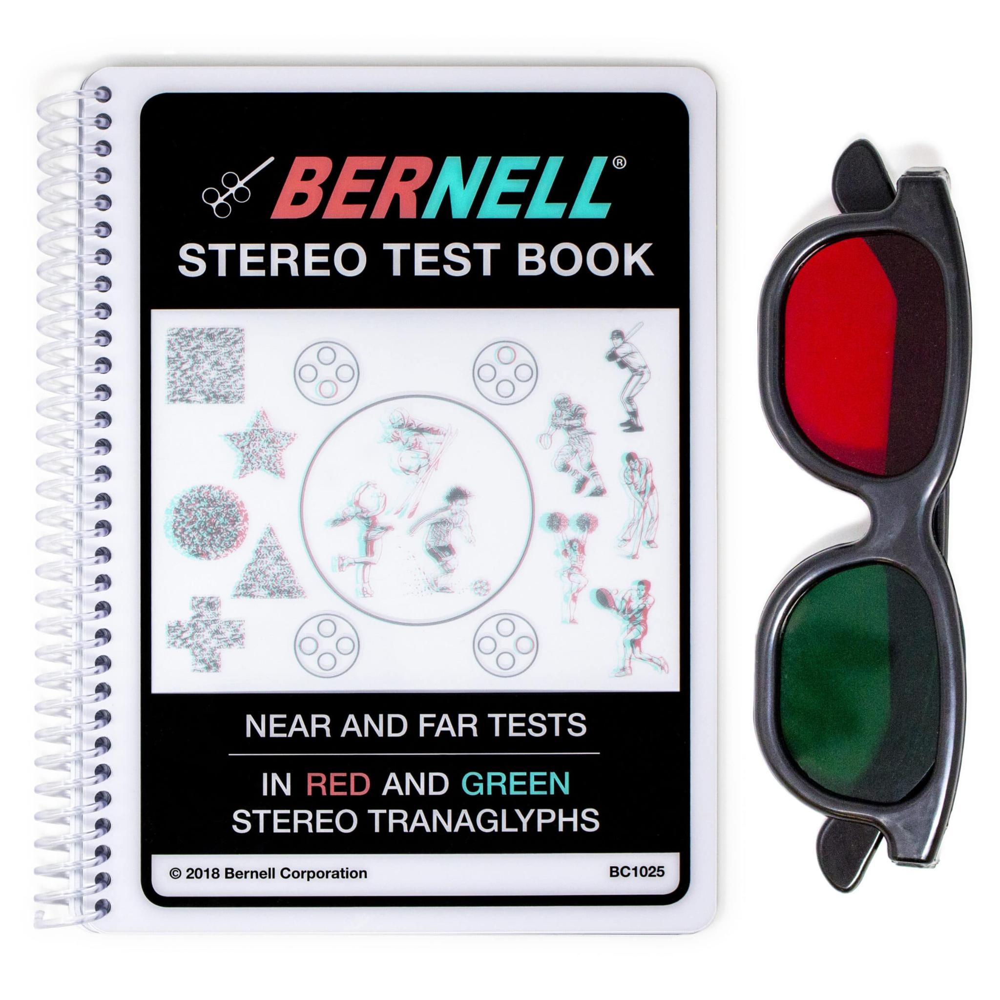 BERNELL®
STEREO TEST BOOK
NEAR AND FAR TESTS
IN RED AND GREEN
STEREO TRANAGLYPHS
© 2018 Bernell Corporation BC1025